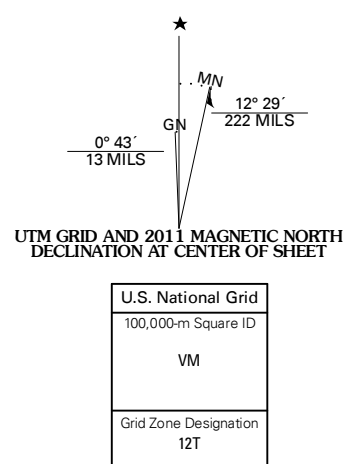 MN
12° 29´
222 MILS
GN
0° 43´
13 MILS
UTM GRID AND 2011 MAGNETIC NORTH
DECLINATION AT CENTER OF SHEET
U.S. National Grid
100,000-m Square ID
VM
Grid Zone Designation
12T